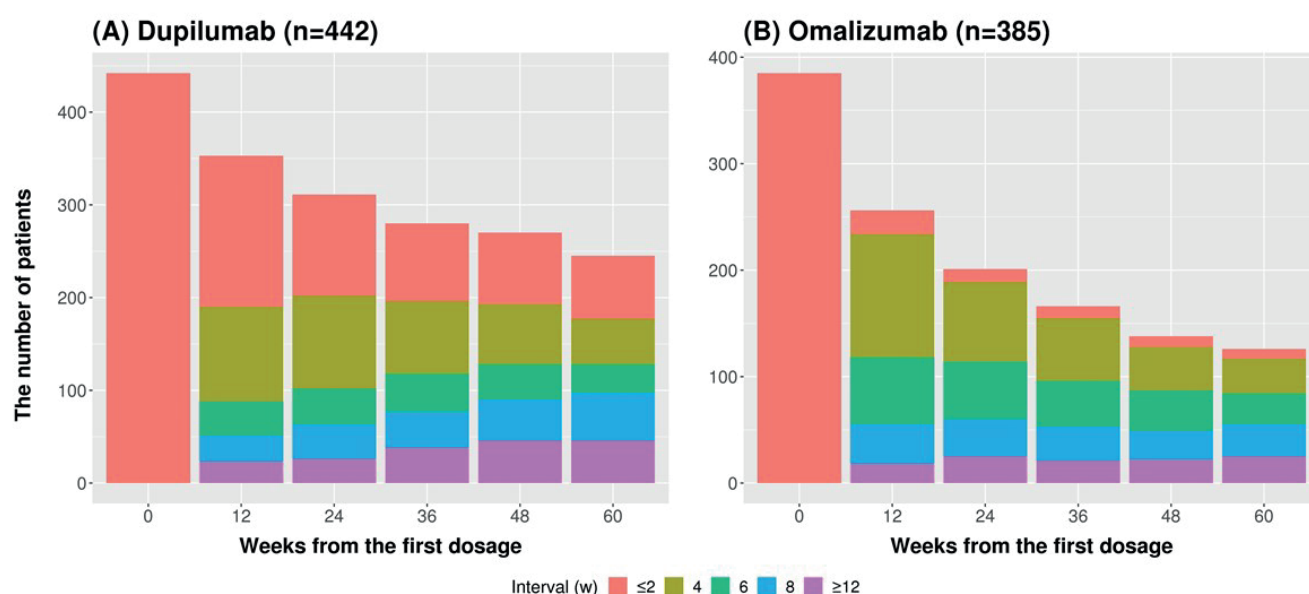 (A) Dupilumab (n=442)
The number of patients
400
300
200
100
0
0 12 24 36 48 60
Weeks from the first dosage
(B) Omalizumab (n=385)
400
300
200
100
0
0 12 24 36 48 60
Weeks from the first dosage
Interval (w) ≤2 4 6 8 ≥12